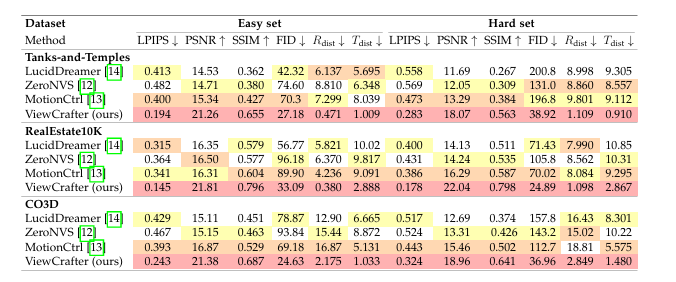 Dataset Easy set Hard set
Method LPIPS ↓ PSNR ↑ SSIM ↑ FID ↓ R_dist ↓ T_dist ↓ LPIPS ↓ PSNR ↑ SSIM ↑ FID ↓ R_dist ↓ T_dist ↓
Tanks-and-Temples
LucidDreamer [14] 0.413 14.53 0.362 42.32 6.137 5.695 0.558 11.69 0.267 200.8 8.998 9.305
ZeroNVS [12] 0.482 14.71 0.380 74.60 8.810 6.348 0.569 12.05 0.309 131.0 8.860 8.557
MotionCtrl [13] 0.400 15.34 0.427 70.3 7.299 8.039 0.473 13.29 0.384 196.8 9.801 9.112
ViewCrafter (ours) 0.194 21.26 0.655 27.18 0.471 1.009 0.283 18.07 0.563 38.92 1.109 0.910
RealEstate10K
LucidDreamer [14] 0.315 16.35 0.579 56.77 5.821 10.02 0.400 14.13 0.511 71.43 7.990 10.85
ZeroNVS [12] 0.364 16.50 0.577 96.18 6.370 9.817 0.431 14.24 0.535 105.8 8.562 10.31
MotionCtrl [13] 0.341 16.31 0.604 89.90 4.236 9.091 0.386 16.29 0.587 70.02 8.084 9.295
ViewCrafter (ours) 0.145 21.81 0.796 33.09 0.380 2.888 0.178 22.04 0.798 24.89 1.098 2.867
CO3D
LucidDreamer [14] 0.429 15.11 0.451 78.87 12.90 6.665 0.517 12.69 0.374 157.8 16.43 8.301
ZeroNVS [12] 0.467 15.15 0.463 93.84 15.44 8.872 0.524 13.31 0.426 143.2 15.02 10.22
MotionCtrl [13] 0.393 16.87 0.529 69.18 16.87 5.131 0.443 15.46 0.502 112.7 18.81 5.575
ViewCrafter (ours) 0.243 21.38 0.687 24.63 2.175 1.033 0.324 18.96 0.641 36.96 2.849 1.480